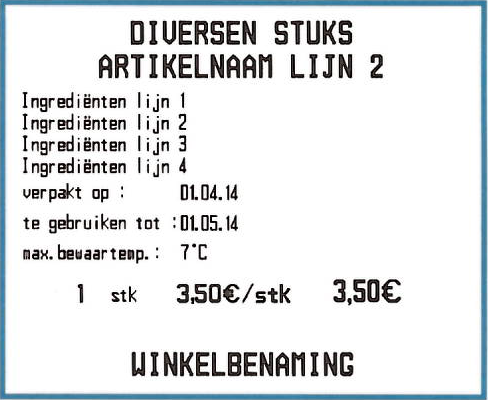 DIVERSEN STUKS
ARTIKELNAAM LIJN 2
Ingrediënten lijn 1
Ingrediënten lijn 2
Ingrediënten lijn 3
Ingrediënten lijn 4
verpakt op : 01.04.14
te gebruiken tot : 01.05.14
max.bewaartemp.: 7°C
1 stk 3,50€/stk 3,50€
WINKELBENAMING